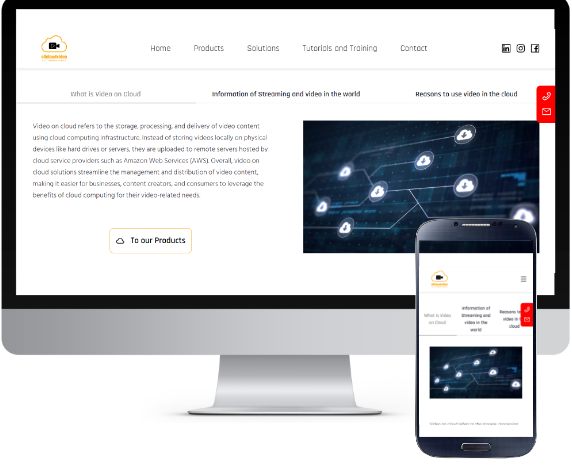 Home Products Solutions Tutorials and Training Contact
What is Video on Cloud Information of Streaming and video in the world Reasons to use video in the cloud
Video on cloud refers to the storage, processing, and delivery of video content
using cloud computing infrastructure. Instead of storing videos locally on physical
devices like hard drives or servers, they are uploaded to remote servers hosted by
cloud service providers such as Amazon Web Services (AWS). Overall, video on
cloud solutions streamline the management and distribution of video content,
making it easier for businesses, content creators, and consumers to leverage the
benefits of cloud computing for their video-related needs.
To our Products
What is Video
on Cloud
Information of
Streaming and
video in the
world
Reasons to
video in
cloud